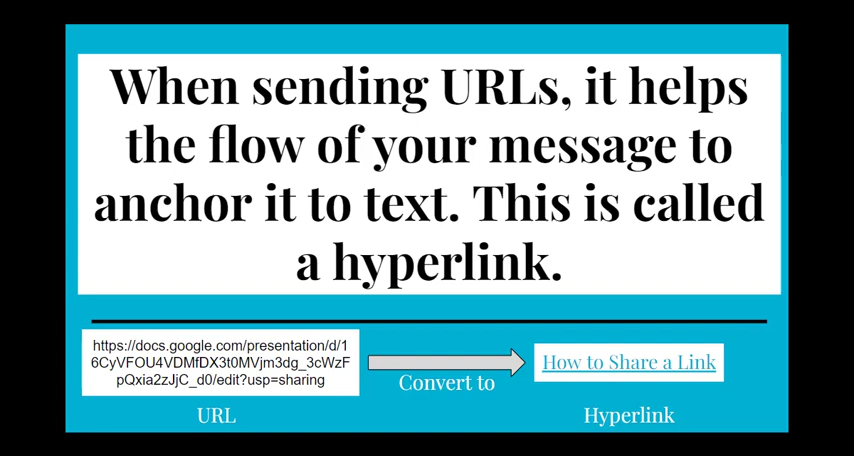 When sending URLs, it helps
the flow of your message to
anchor it to text. This is called
a hyperlink.
https://docs.google.com/presentation/d/1
6CyVFOU4VDMfDX3t0MVjm3dg_3cWzF
pQxia2zJjC_d0/edit?usp=sharing
Convert to
How to Share a Link
URL
Hyperlink